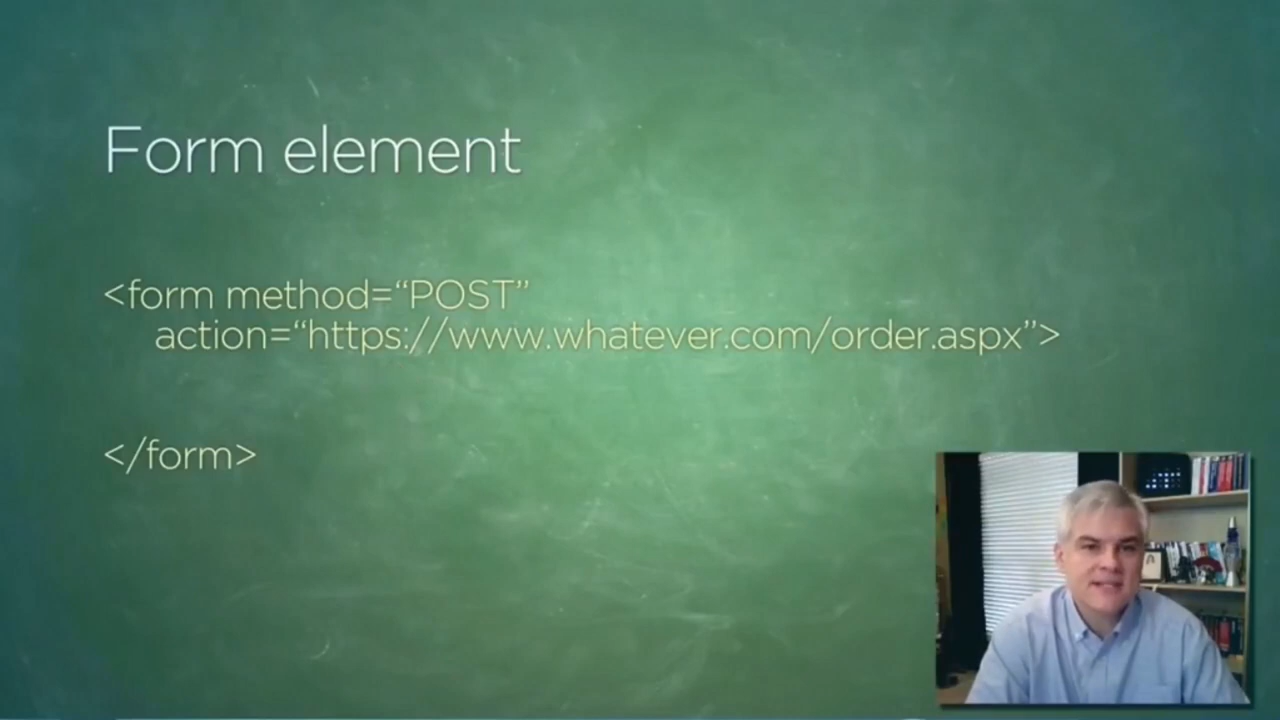 Form element
<form method=“POST”
action=“https://www.whatever.com/order.aspx”>
</form>